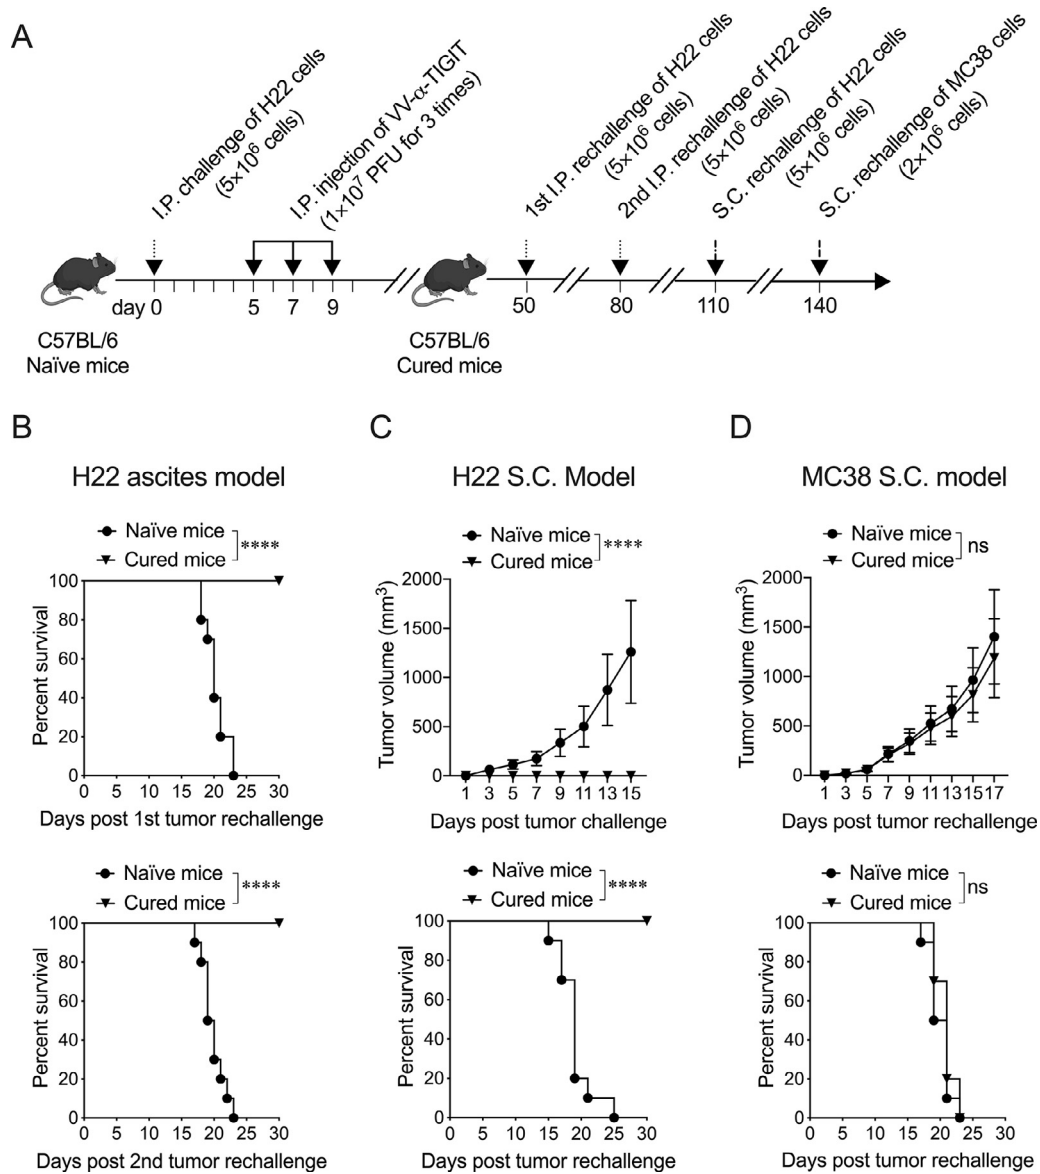 A
I.P. challenge of H22 cells
(5×10⁶ cells)
I.P. injection of VV-α-TIGIT
(1×10⁷ PFU for 3 times)
1st I.P. rechallenge of H22 cells
(5×10⁶ cells)
2nd I.P. rechallenge of H22 cells
(5×10⁶ cells)
S.C. rechallenge of H22 cells
(5×10⁶ cells)
S.C. rechallenge of MC38 cells
(2×10⁶ cells)
day 0 5 7 9 50 80 110 140
C57BL/6
Naïve mice
C57BL/6
Cured mice
B
H22 ascites model
Naïve mice
Cured mice
****
Percent survival
100
80
60
40
20
0
0 5 10 15 20 25 30
Days post 1st tumor rechallenge
Naïve mice
Cured mice
****
Percent survival
100
80
60
40
20
0
0 5 10 15 20 25 30
Days post 2nd tumor rechallenge
C
H22 S.C. Model
Naïve mice
Cured mice
****
Tumor volume (mm³)
2000
1500
1000
500
0
1 3 5 7 9 11 13 15
Days post tumor challenge
Naïve mice
Cured mice
****
Percent survival
100
80
60
40
20
0
0 5 10 15 20 25 30
Days post tumor rechallenge
D
MC38 S.C. model
Naïve mice
Cured mice
ns
Tumor volume (mm³)
2000
1500
1000
500
0
1 3 5 7 9 11 13 15 17
Days post tumor rechallenge
Naïve mice
Cured mice
ns
Percent survival
100
80
60
40
20
0
0 5 10 15 20 25 30
Days post tumor rechallenge